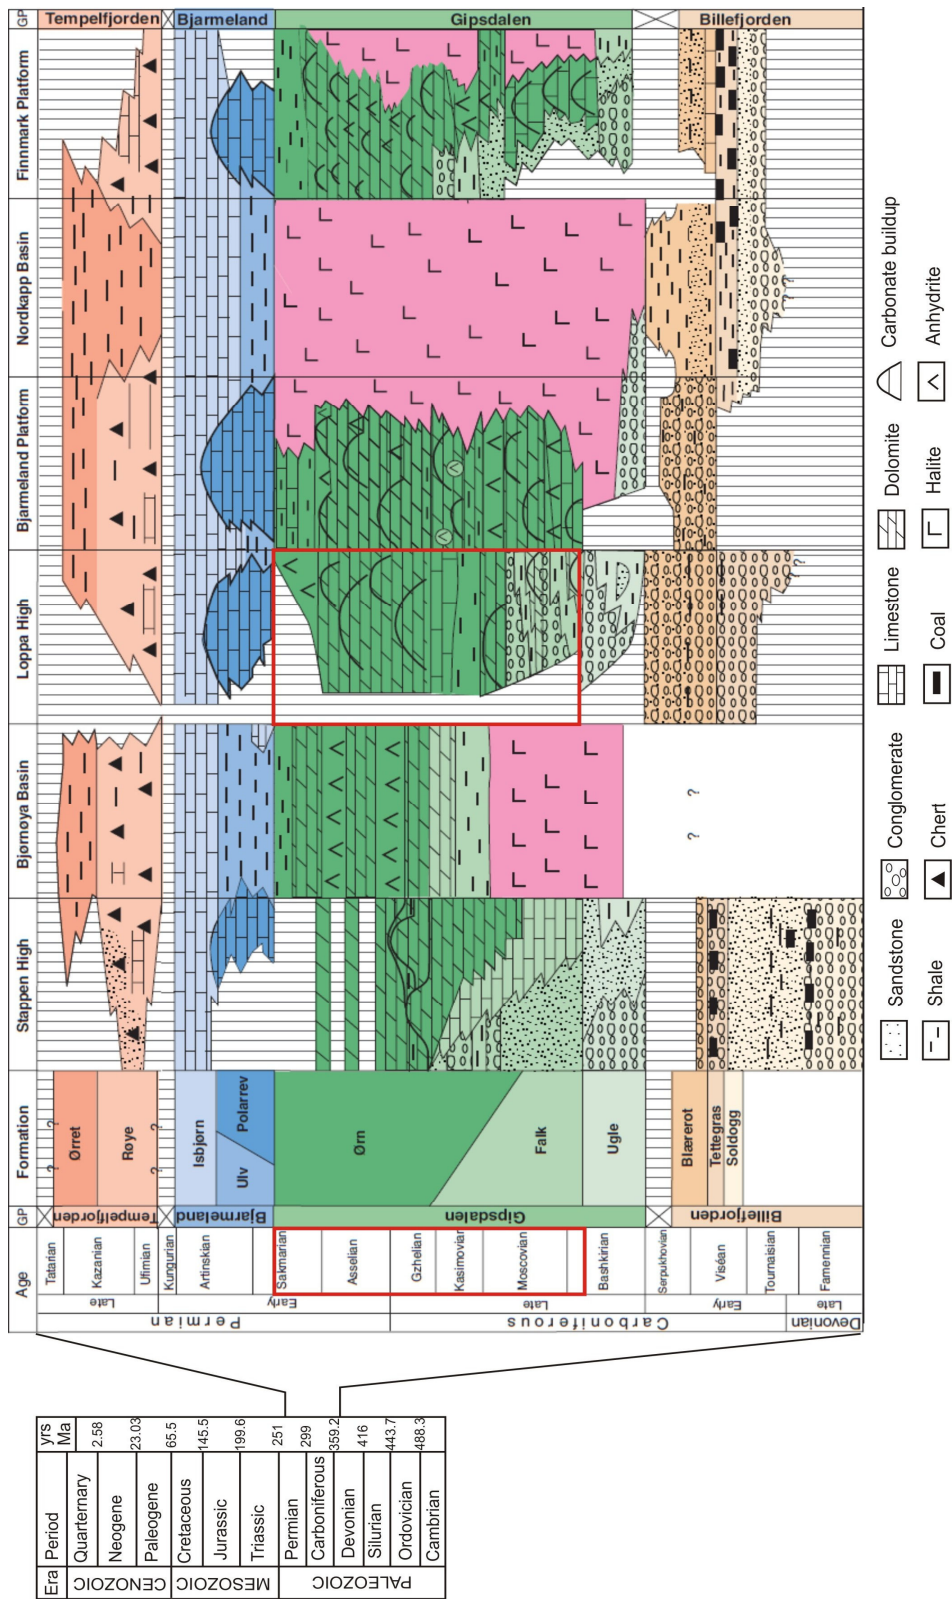 Era
Period
yrs
Ma
CENOZOIC
Quarternary
2.58
Neogene
23.03
Paleogene
65.5
MESOZOIC
Cretaceous
145.5
Jurassic
199.6
Triassic
251
PALEOZOIC
Permian
299
Carboniferous
359.2
Devonian
416
Silurian
443.7
Ordovician
488.3
Cambrian
Age
GP
Formation
Stappen High
Bjørnøya Basin
Loppa High
Bjarmeland Platform
Nordkapp Basin
Finnmark Platform
GP
Permian
Late
Tatarian
Kazanian
Ufimian
Early
Kungurian
Artinskian
Sakmarian
Asselian
Carboniferous
Late
Gzhelian
Kasimovian
Moscovian
Bashkirian
Early
Serpukhovian
Viséan
Tournaisian
Devonian
Late
Famennian
Tempelfjorden
Bjarmeland
Gipsdalen
Billefjorden
? Ørret ?
? Røye ?
Isbjørn
Ulv
Polarrev
Ørn
Falk
Ugle
Blærerot
Tettegras
Soldogg
? ?
? ?
? ?
Tempelfjorden
Bjarmeland
Gipsdalen
Billefjorden
Sandstone
Conglomerate
Limestone
Dolomite
Carbonate buildup
Shale
Chert
Coal
Halite
Anhydrite